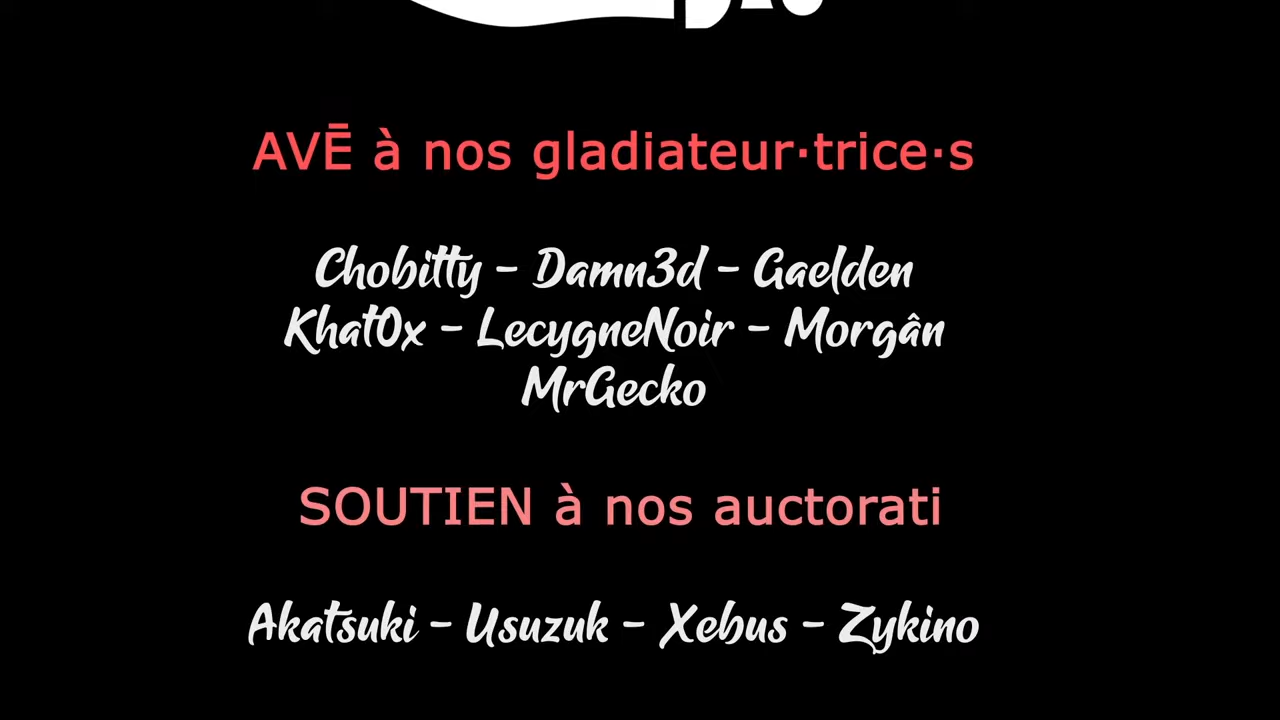 AVĒ à nos gladiateur·trice·s
Chobitty - Damn3d - Gaelden
Khat0x - LecygneNoir - Morgân
MrGecko
SOUTIEN à nos auctorati
Akatsuki - Usuzuk - Xebus - Zykino